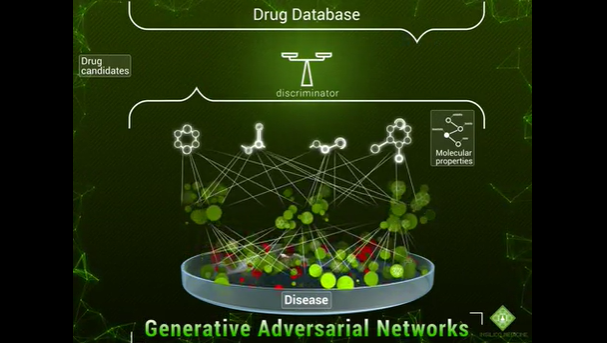 Drug Database
Drug
candidates
discriminator
Molecular
properties
Disease
Generative Adversarial Networks